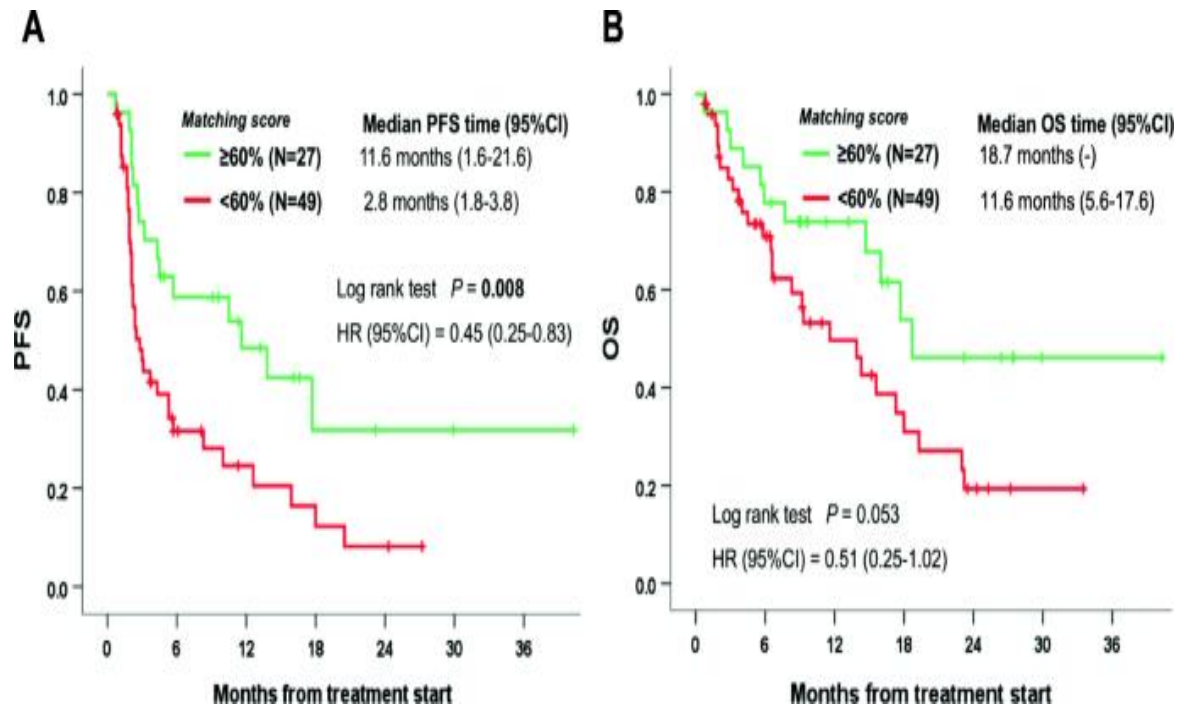 A
PFS
1.0
0.8
0.6
0.4
0.2
0.0
Matching score
Median PFS time (95%CI)
≥60% (N=27)
11.6 months (1.6-21.6)
<60% (N=49)
2.8 months (1.8-3.8)
Log rank test P = 0.008
HR (95%CI) = 0.45 (0.25-0.83)
0 6 12 18 24 30 36
Months from treatment start
B
OS
1.0
0.8
0.6
0.4
0.2
0.0
Matching score
Median OS time (95%CI)
≥60% (N=27)
18.7 months (-)
<60% (N=49)
11.6 months (5.6-17.6)
Log rank test P = 0.053
HR (95%CI) = 0.51 (0.25-1.02)
0 6 12 18 24 30 36
Months from treatment start